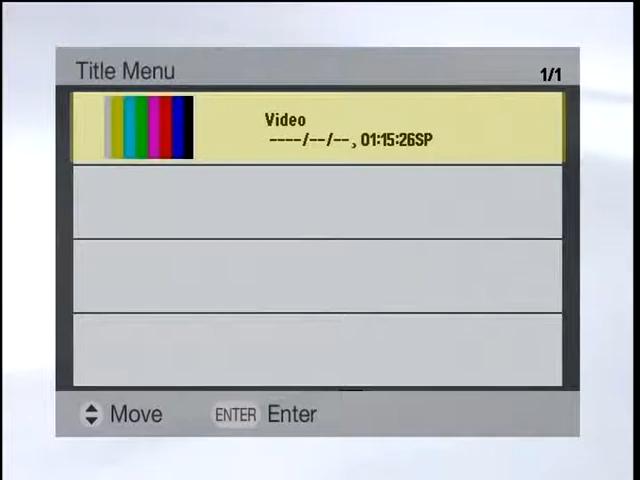 Title Menu
1/1
Video
----/--/--, 01:15:26SP
Move ENTER Enter